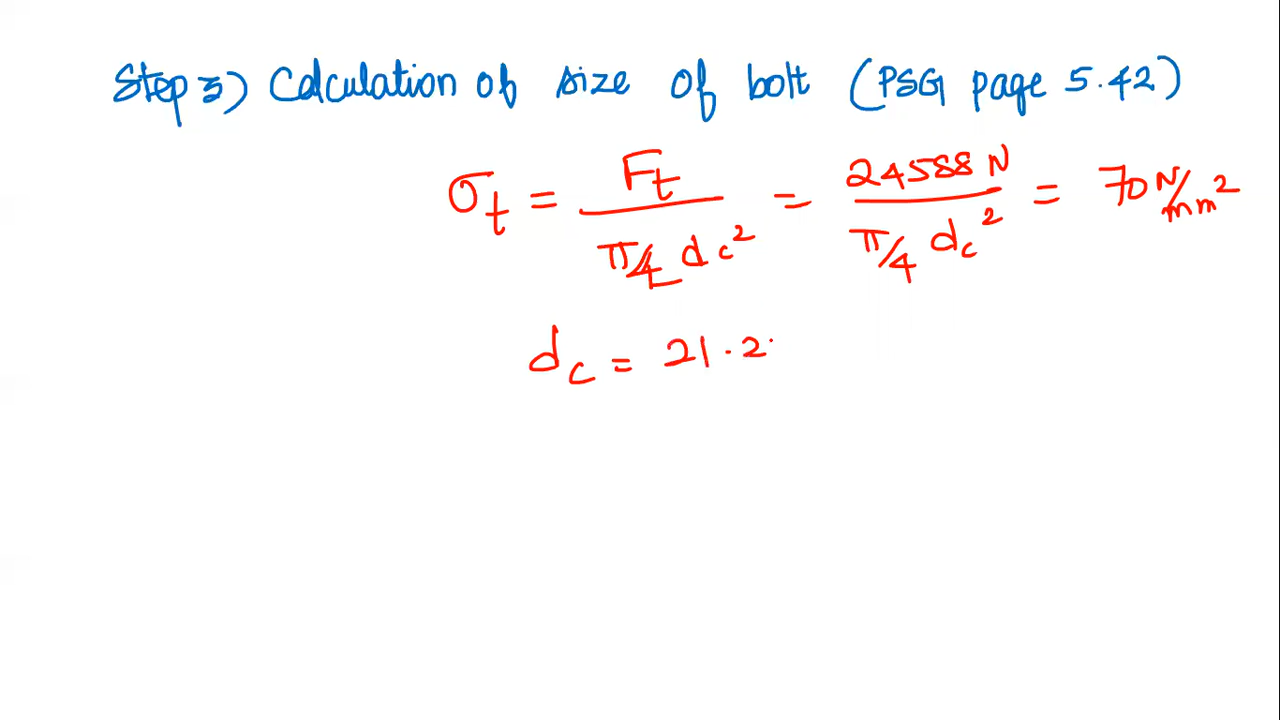 Step 3) Calculation of size of bolt (PSG page 5.42)
σt = Ft / (π/4 dc²) = 24588 N / (π/4 dc²) = 70 N/mm²
dc = 21.2